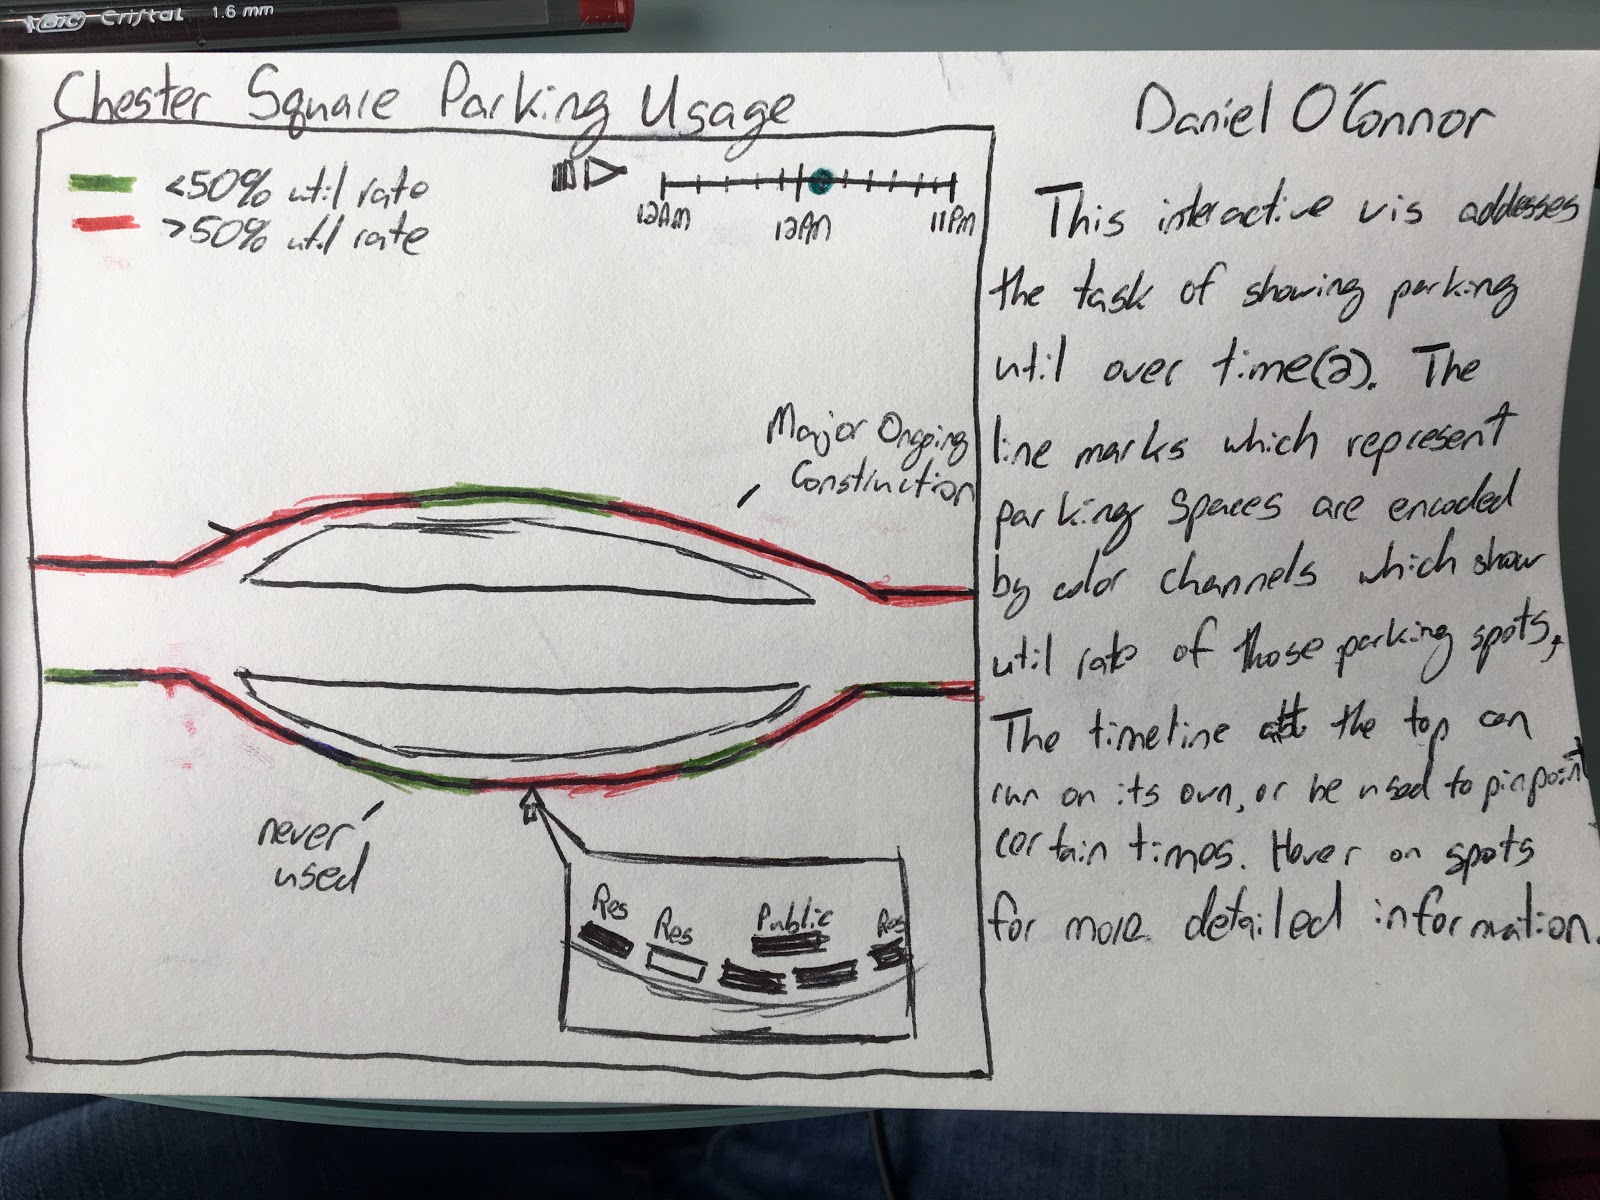 BIC Cristal 1.6 mm
Chester Square Parking Usage
<50% util rate
>50% util rate
12AM
12PM
11PM
Major Ongoing
Construction
never
used
Res
Res
Public
Res
Daniel O'Connor
This interactive vis addesses
the task of showing parking
util over time(2). The
line marks which represent
parking spaces are encoded
by color channels which show
util rate of those parking spots,
The timeline at the top can
run on its own, or be used to pinpoint
certain times. Hover on spots
for more detailed information.